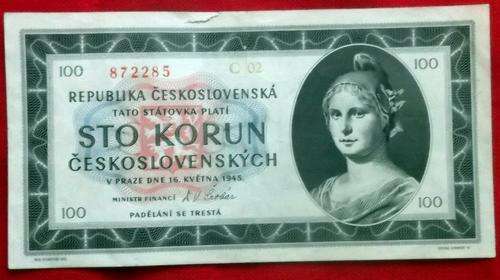 100 872285 C 02 100
REPUBLIKA ČESKOSLOVENSKÁ
TATO STÁTOVKA PLATÍ
STO KORUN
ČESKOSLOVENSKÝCH
V PRAZE DNE 16. KVĚTNA 1945.
MINISTR FINANCÍ
100 PADĚLÁNÍ SE TRESTÁ 100